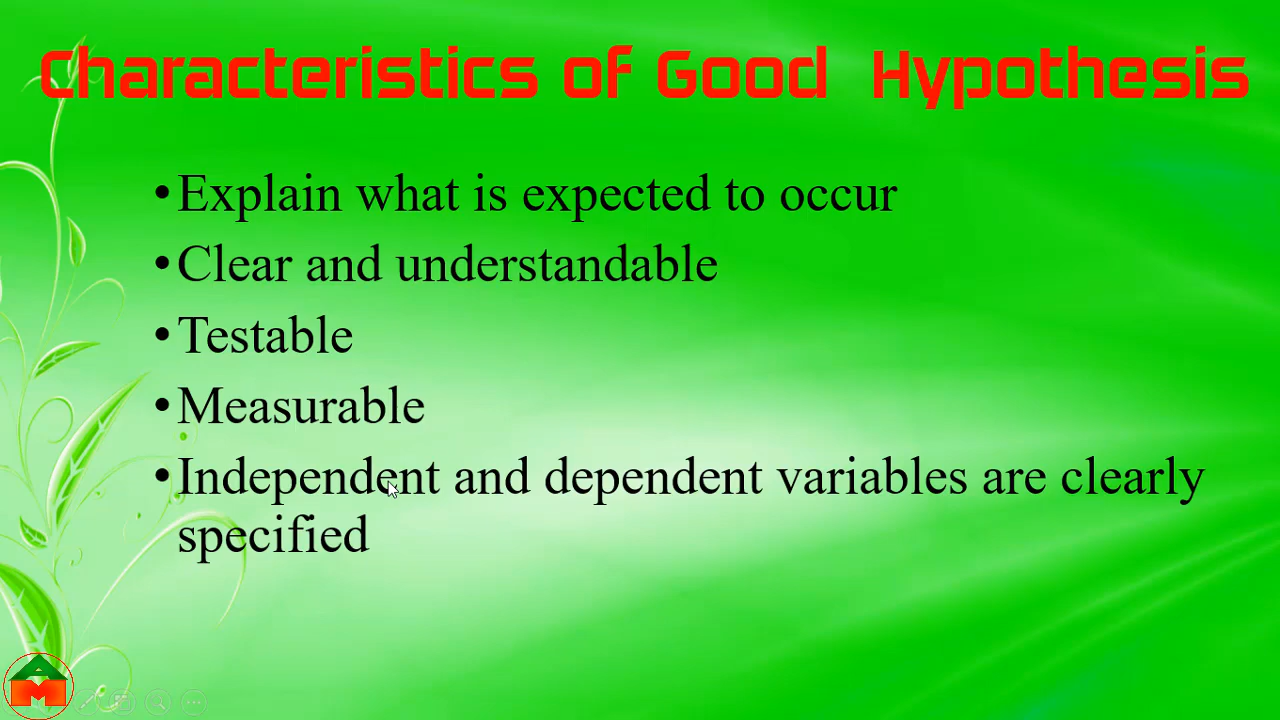 Characteristics of Good Hypothesis
•Explain what is expected to occur
•Clear and understandable
•Testable
•Measurable
•Independent and dependent variables are clearly
specified
AM